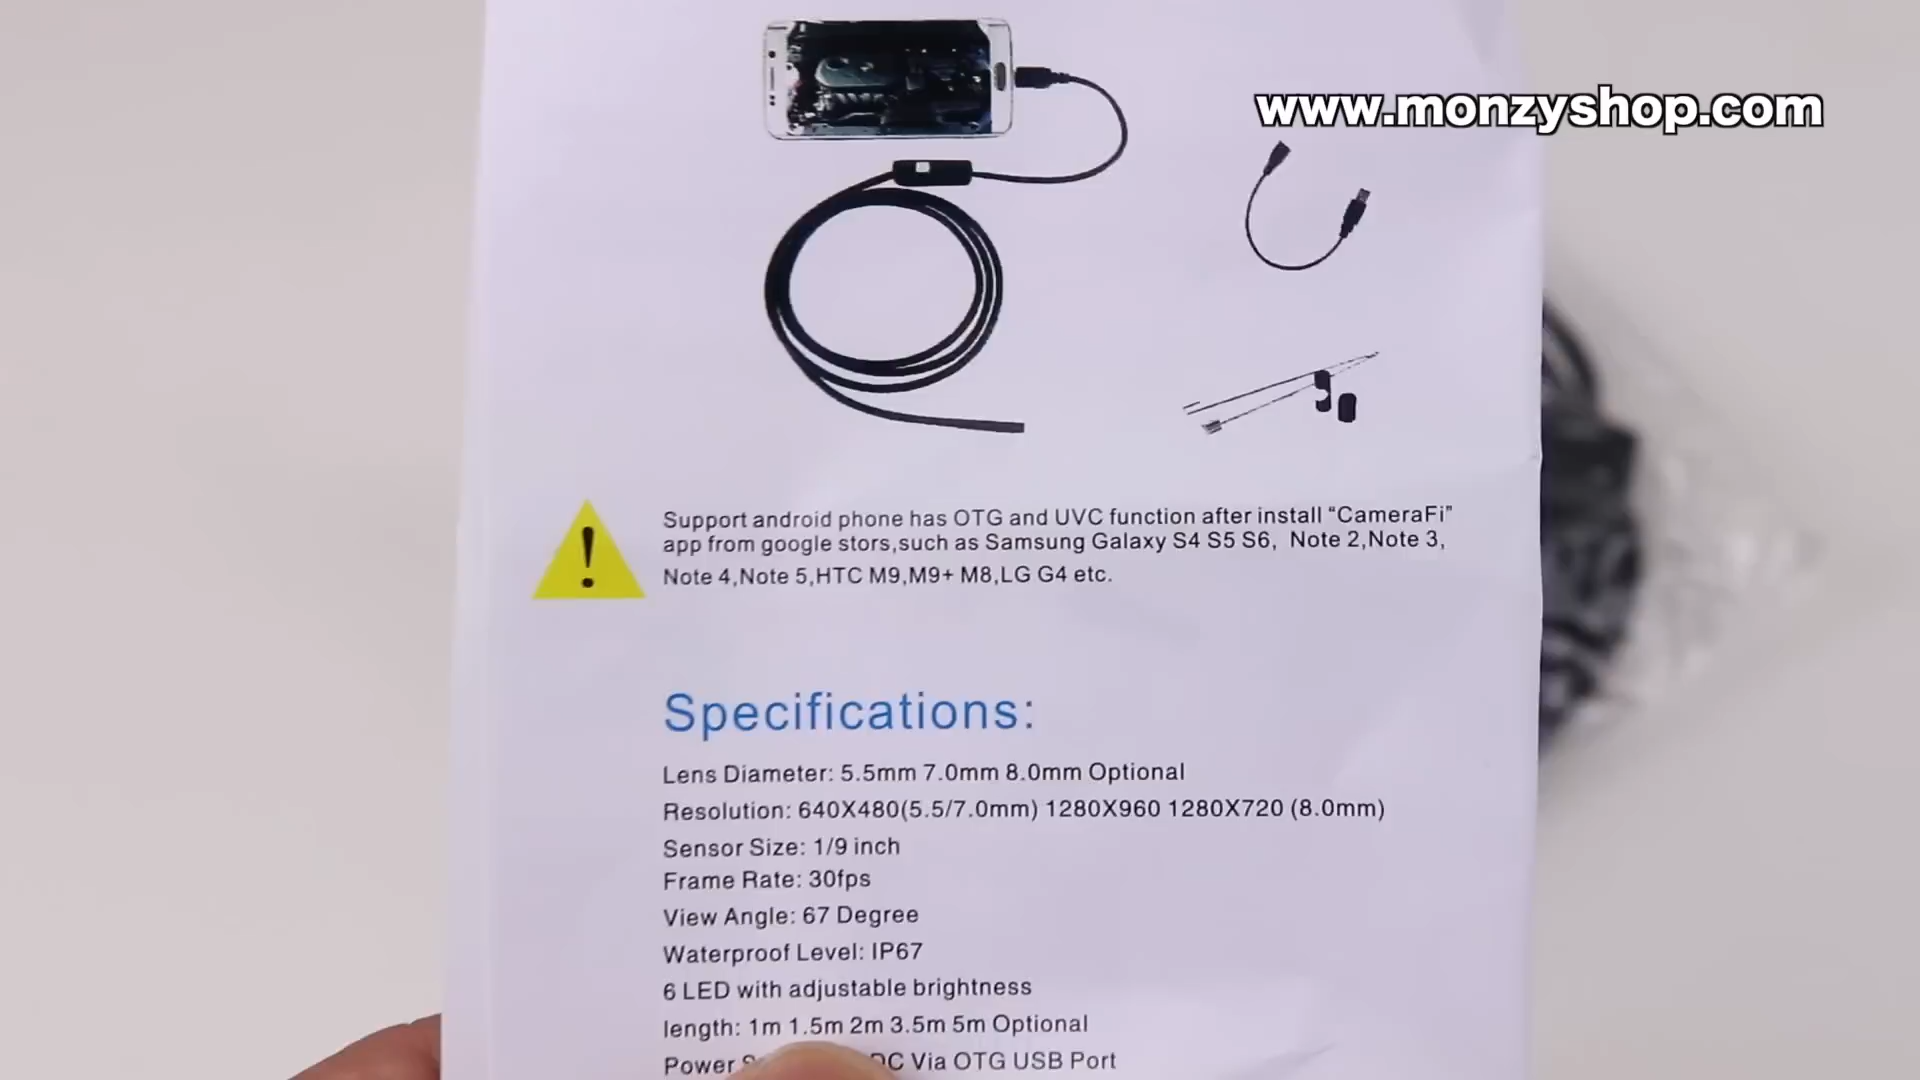 www.monzyshop.com
Support android phone has OTG and UVC function after install “CameraFi”
app from google stors,such as Samsung Galaxy S4 S5 S6, Note 2,Note 3,
Note 4,Note 5,HTC M9,M9+ M8,LG G4 etc.
Specifications:
Lens Diameter: 5.5mm 7.0mm 8.0mm Optional
Resolution: 640X480(5.5/7.0mm) 1280X960 1280X720 (8.0mm)
Sensor Size: 1/9 inch
Frame Rate: 30fps
View Angle: 67 Degree
Waterproof Level: IP67
6 LED with adjustable brightness
length: 1m 1.5m 2m 3.5m 5m Optional
Power Via OTG USB Port